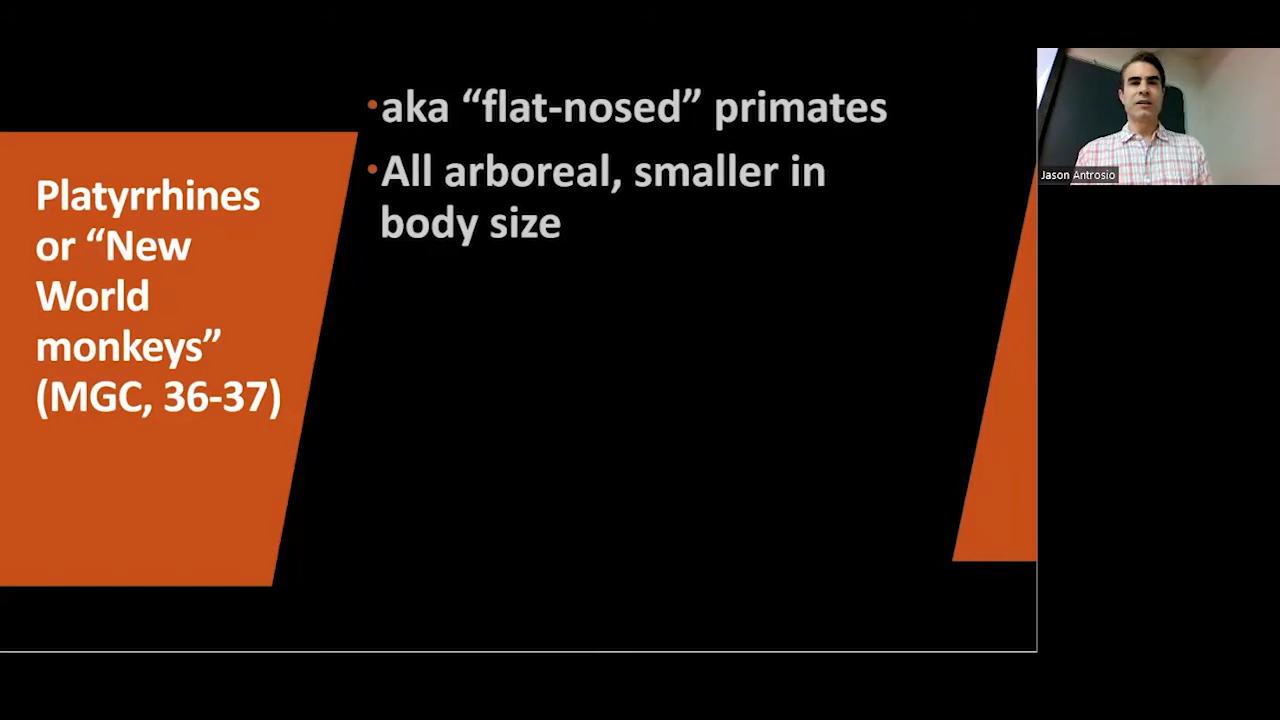 Platyrrhines
or “New
World
monkeys”
(MGC, 36-37)
•aka “flat-nosed” primates
•All arboreal, smaller in
body size
Jason Antrosio